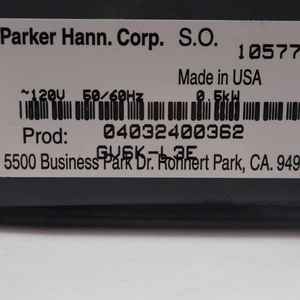 Parker Hann. Corp. S.O. 10577
Made in USA
~120V 50/60Hz 0.5kW
Prod: 04032400362
GV6K-L3E
5500 Business Park Dr. Rohnert Park, CA. 949